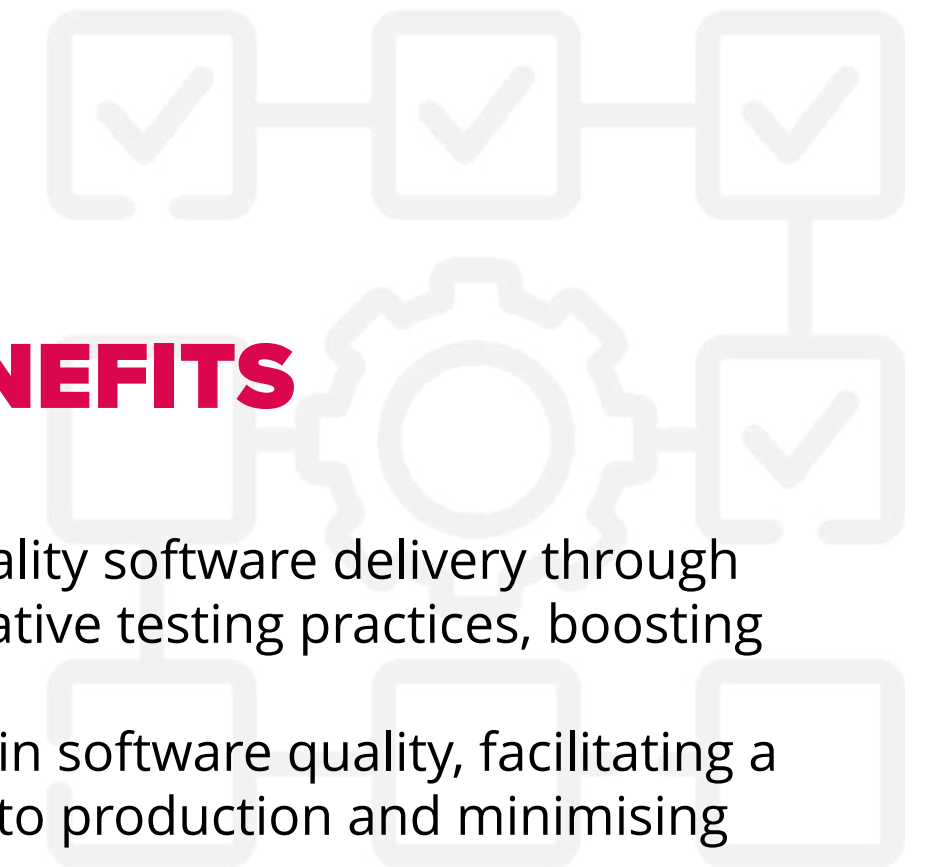 NEFITS
ality software delivery through
ative testing practices, boosting
in software quality, facilitating a
to production and minimising